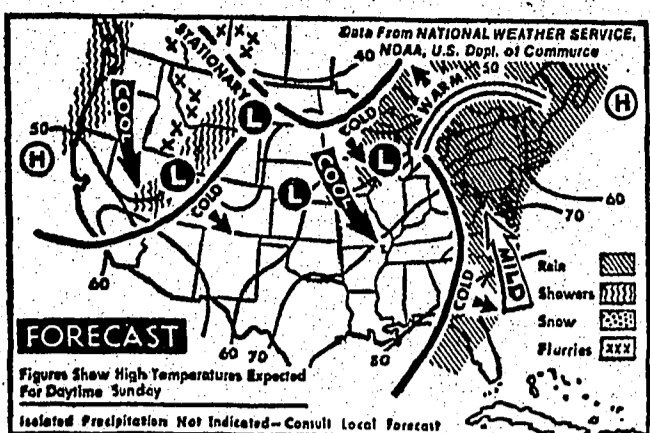 Data From NATIONAL WEATHER SERVICE,
NOAA, U.S. Dept. of Commerce
STATIONARY
40
50
WARM
COLD
COOL
L
50
H
H
L
L
L
COLD
COOL
60
70
MILD
COLD
60
60
70
80
Rain
Showers
Snow
Flurries xxx
FORECAST
Figures Show High Temperatures Expected
For Daytime Sunday
Isolated Precipitation Not Indicated—Consult Local Forecast